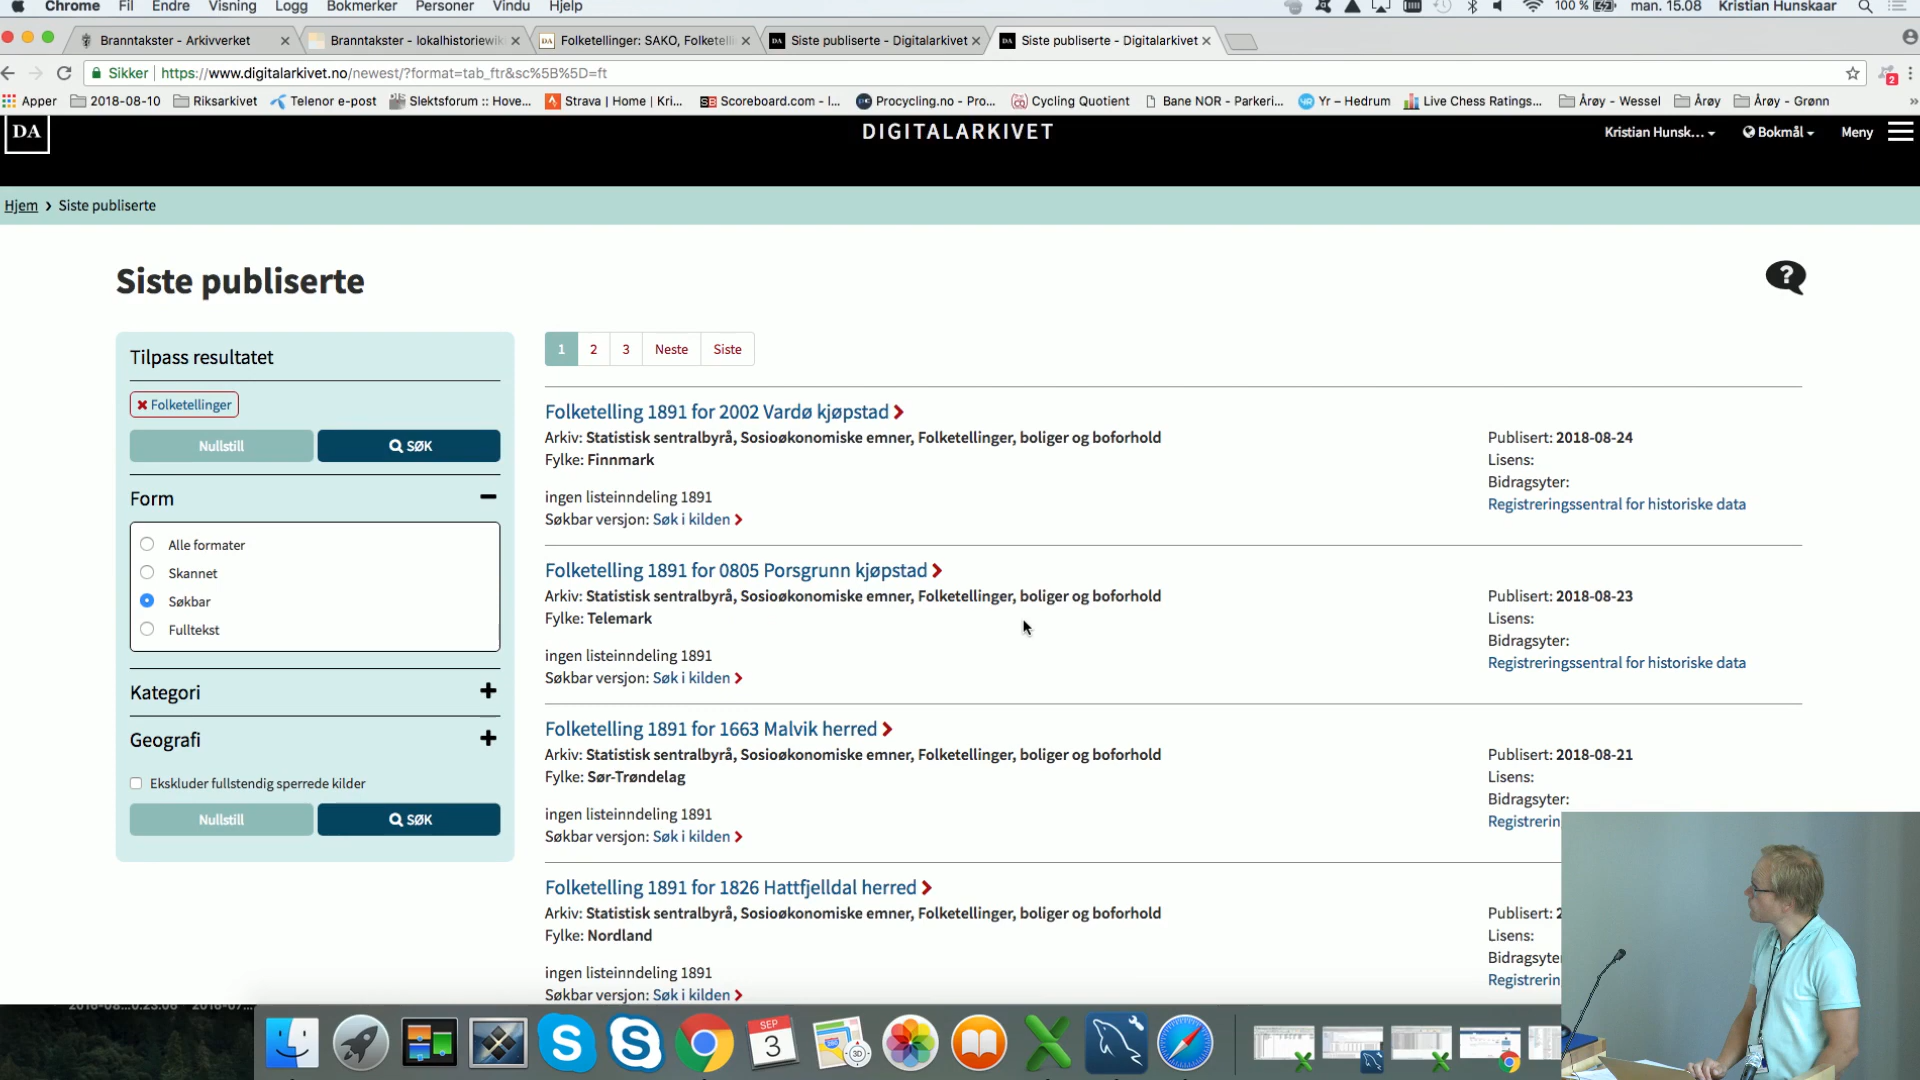 Chrome Fil Endre Visning Logg Bokmerker Personer Vindu Hjelp 100 % man. 15.08 Kristian Hunskaar
Branntakster - Arkivverket Branntakster - lokalhistoriewik Folketellinger: SAKO, Folketelli Siste publiserte - Digitalarkivet Siste publiserte - Digitalarkivet
Sikker https://www.digitalarkivet.no/newest/?format=tab_ftr&sc%5B%5D=ft 2
Apper 2018-08-10 Riksarkivet Telenor e-post Slektsforum :: Hove... Strava | Home | Kri... Scoreboard.com - l... Procycling.no - Pro... Cycling Quotient Bane NOR - Parkeri... Yr – Hedrum Live Chess Ratings... Årøy - Wessel Årøy Årøy - Grønn »
DA DIGITALARKIVET Kristian Hunsk... Bokmål Meny
Hjem Siste publiserte
Siste publiserte
?
Tilpass resultatet
Folketellinger
Nullstill SØK
Form
Alle formater
Skannet
Søkbar
Fulltekst
Kategori
Geografi
Ekskluder fullstendig sperrede kilder
Nullstill SØK
1 2 3 Neste Siste
Folketelling 1891 for 2002 Vardø kjøpstad
Arkiv: Statistisk sentralbyrå, Sosioøkonomiske emner, Folketellinger, boliger og boforhold
Fylke: Finnmark
ingen listeinndeling 1891
Søkbar versjon: Søk i kilden
Publisert: 2018-08-24
Lisens:
Bidragsyter:
Registreringssentral for historiske data
Folketelling 1891 for 0805 Porsgrunn kjøpstad
Arkiv: Statistisk sentralbyrå, Sosioøkonomiske emner, Folketellinger, boliger og boforhold
Fylke: Telemark
ingen listeinndeling 1891
Søkbar versjon: Søk i kilden
Publisert: 2018-08-23
Lisens:
Bidragsyter:
Registreringssentral for historiske data
Folketelling 1891 for 1663 Malvik herred
Arkiv: Statistisk sentralbyrå, Sosioøkonomiske emner, Folketellinger, boliger og boforhold
Fylke: Sør-Trøndelag
ingen listeinndeling 1891
Søkbar versjon: Søk i kilden
Publisert: 2018-08-21
Lisens:
Bidragsyter:
Registrerin
Folketelling 1891 for 1826 Hattfjelldal herred
Arkiv: Statistisk sentralbyrå, Sosioøkonomiske emner, Folketellinger, boliger og boforhold
Fylke: Nordland
ingen listeinndeling 1891
Søkbar versjon: Søk i kilden
Publisert: 2
Lisens:
Bidragsyte
Registrerin
SEP
3